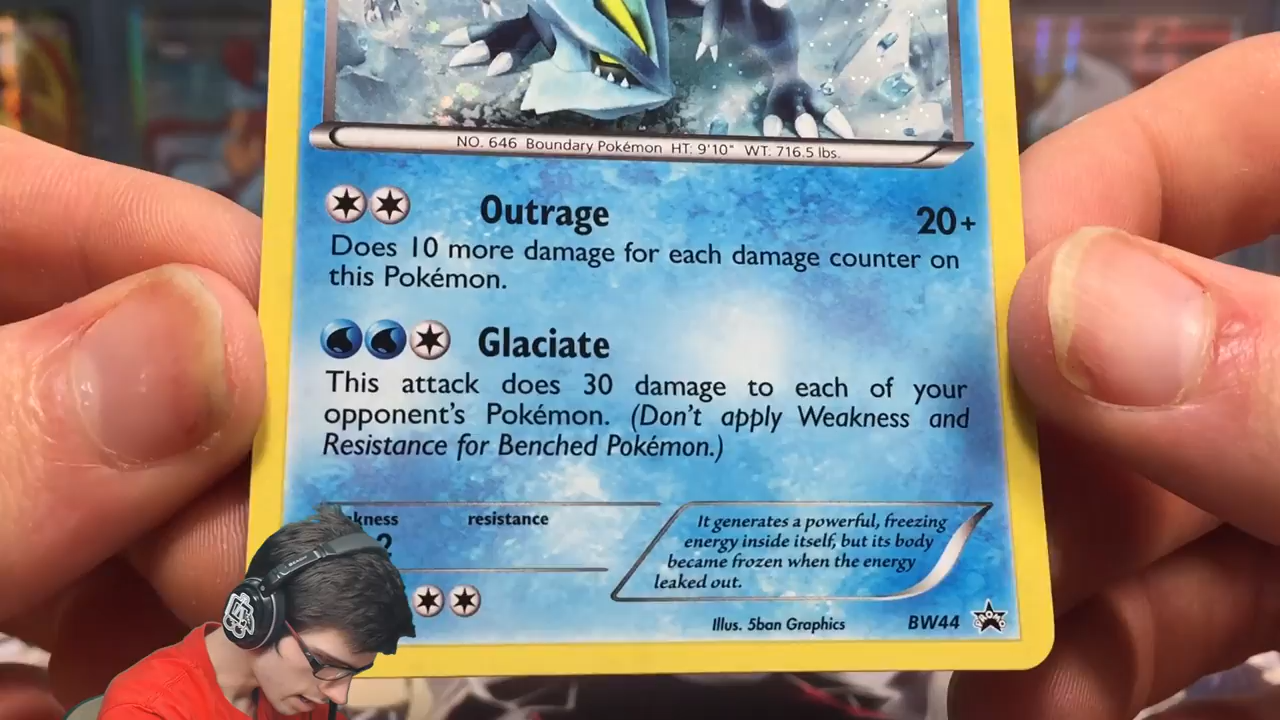 NO. 646 Boundary Pokémon HT: 9'10" WT: 716.5 lbs.
Outrage 20+
Does 10 more damage for each damage counter on
this Pokémon.
Glaciate
This attack does 30 damage to each of your
opponent's Pokémon. (Don't apply Weakness and
Resistance for Benched Pokémon.)
kness resistance
2
It generates a powerful, freezing
energy inside itself, but its body
became frozen when the energy
leaked out.
Illus. 5ban Graphics BW44